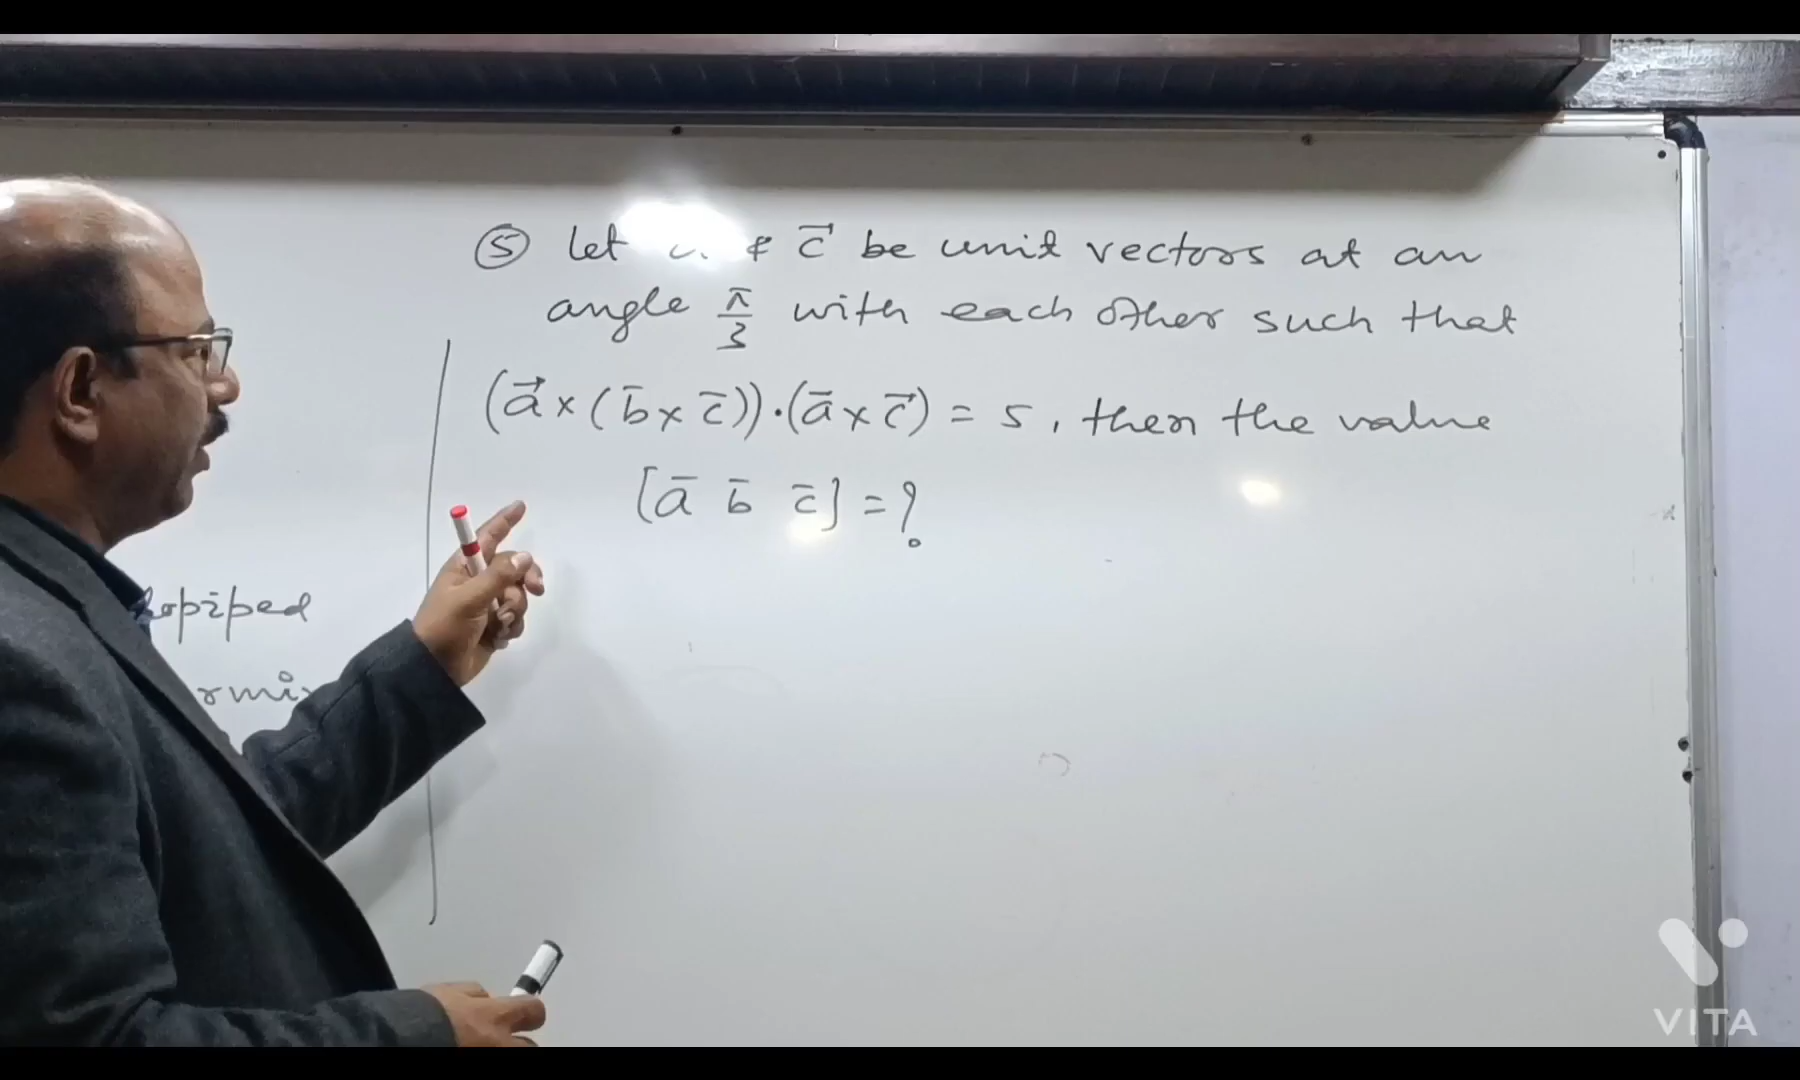 ⑤ Let & c⃗ be unit vectors at an
angle π/3 with each other such that
(a⃗ × (b̄ × c̄)) · (ā × c⃗) = 5, then the value
[ā b̄ c̄] = ?
opiped
VITA